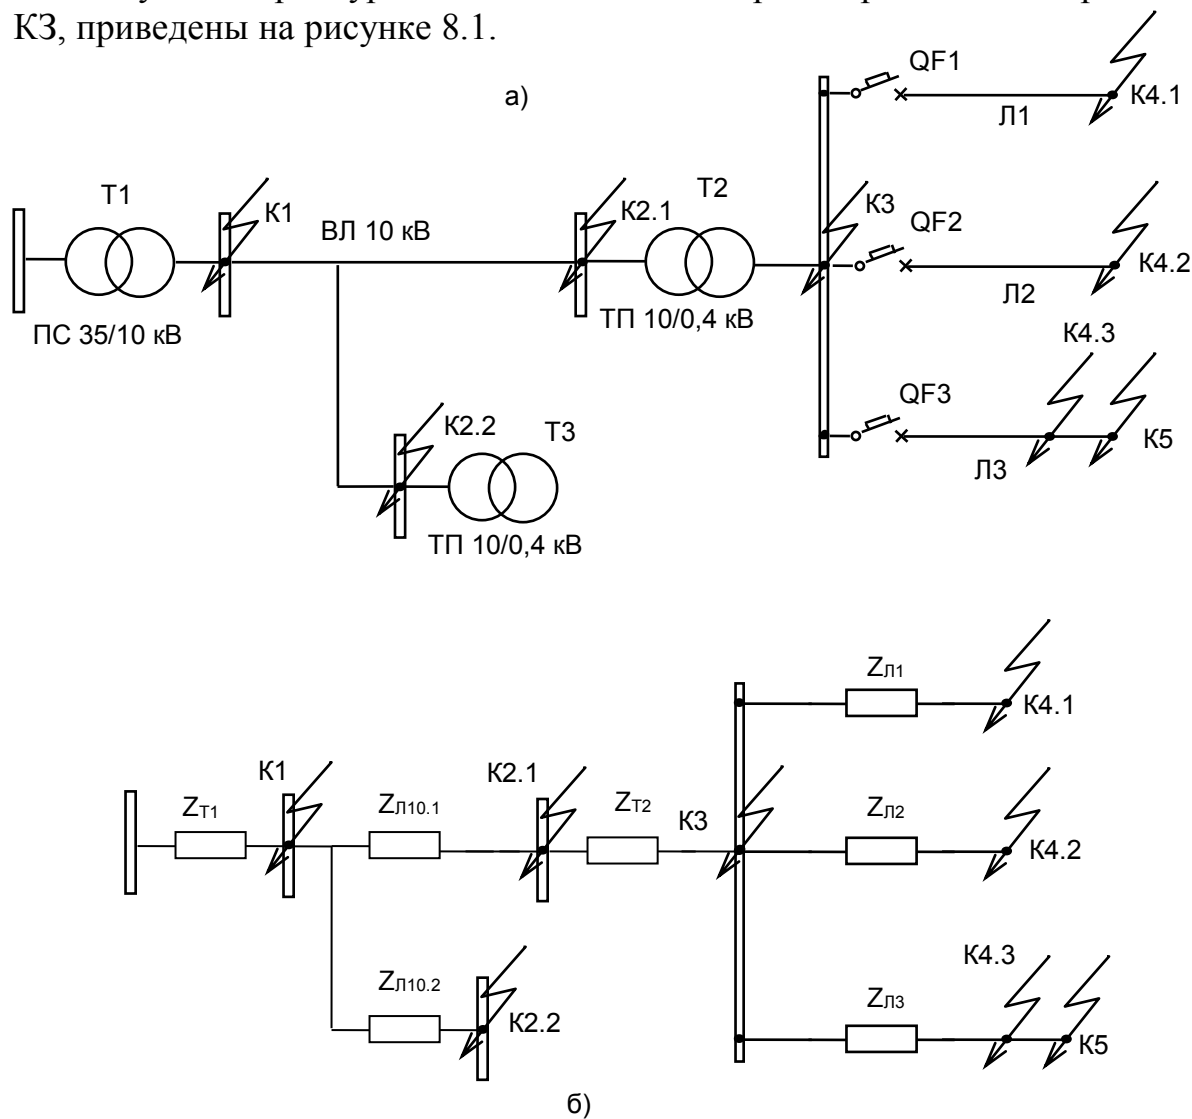 КЗ, приведены на рисунке 8.1.
а)
QF1
К4.1
Л1
Т1
Т2
К1
К2.1
К3
ВЛ 10 кВ
QF2
К4.2
Л2
ПС 35/10 кВ
ТП 10/0,4 кВ
К4.3
QF3
К2.2
Т3
К5
Л3
ТП 10/0,4 кВ
ZЛ1
К4.1
К1
К2.1
ZТ1
ZЛ10.1
ZТ2
К3
ZЛ2
К4.2
ZЛ10.2
К2.2
К4.3
ZЛ3
К5
б)